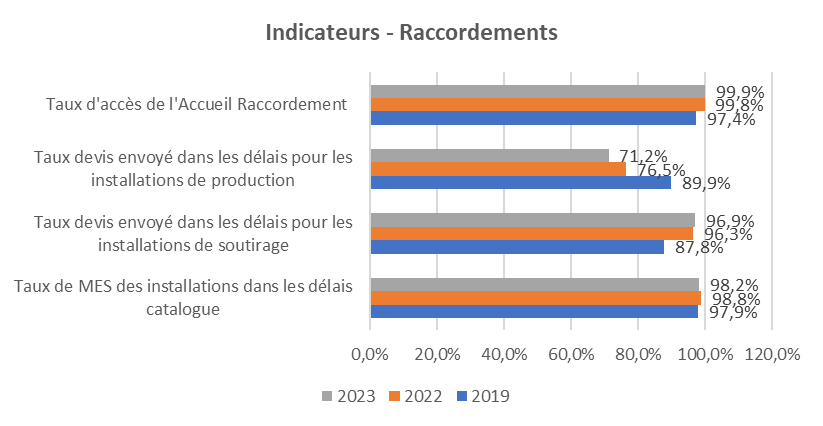 Indicateurs - Raccordements
Taux d'accès de l'Accueil Raccordement
99,9%
99,8%
97,4%
Taux devis envoyé dans les délais pour les
installations de production
71,2%
76,5%
89,9%
Taux devis envoyé dans les délais pour les
installations de soutirage
96,9%
96,3%
87,8%
Taux de MES des installations dans les délais
catalogue
98,2%
98,8%
97,9%
0,0% 20,0% 40,0% 60,0% 80,0% 100,0% 120,0%
2023 2022 2019